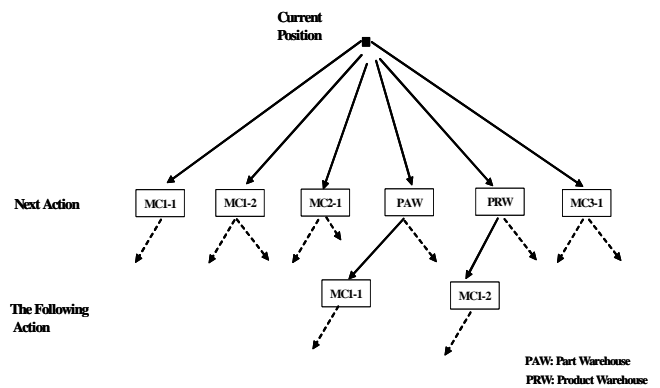 Current
Position
Next Action
MC1-1
MC1-2
MC2-1
PAW
PRW
MC3-1
The Following
Action
MC1-1
MC1-2
PAW: Part Warehouse
PRW: Product Warehouse